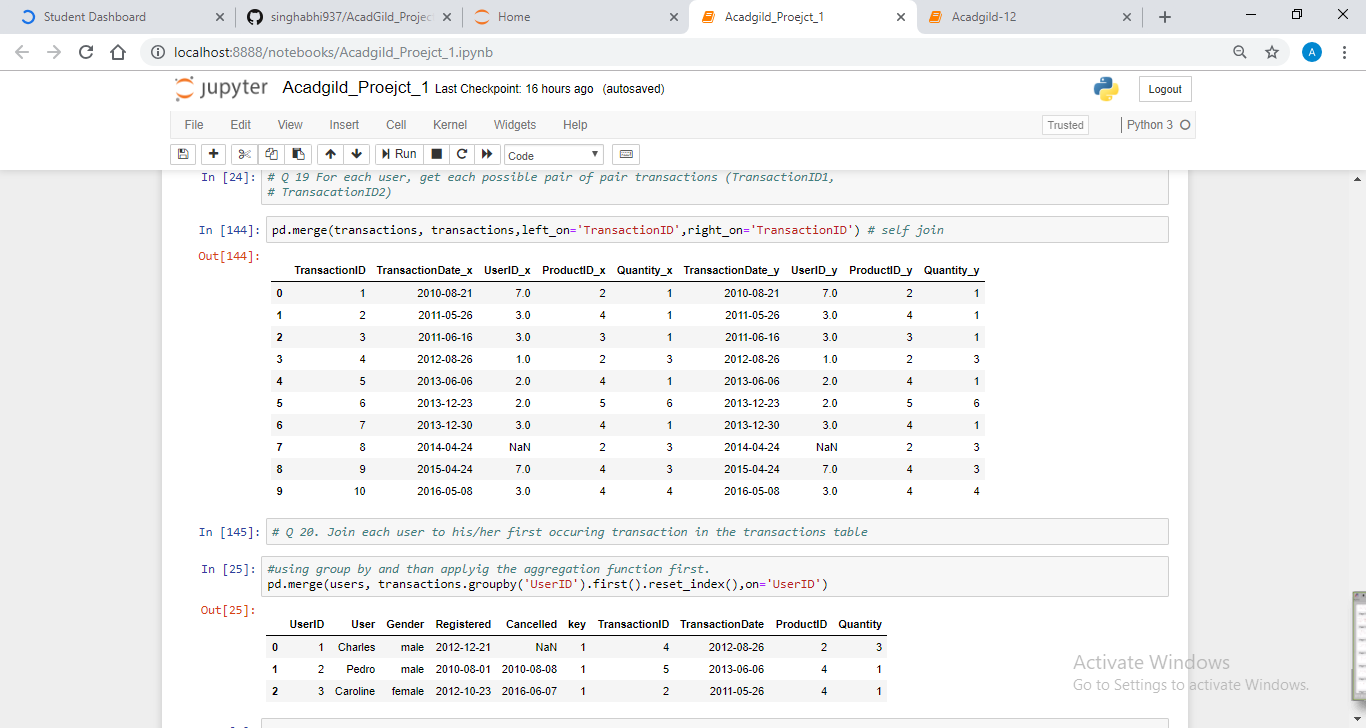 Student Dashboard × singhabhi937/AcadGild_Projec × Home × Acadgild_Proejct_1 × Acadgild-12 × +
localhost:8888/notebooks/Acadgild_Proejct_1.ipynb A
jupyter Acadgild_Proejct_1 Last Checkpoint: 16 hours ago (autosaved) Logout
File Edit View Insert Cell Kernel Widgets Help Trusted Python 3
Run Code
In [24]: # Q 19 For each user, get each possible pair of pair transactions (TransactionID1,
# TransacationID2)
In [144]: pd.merge(transactions, transactions,left_on='TransactionID',right_on='TransactionID') # self join
Out[144]:
TransactionID TransactionDate_x UserID_x ProductID_x Quantity_x TransactionDate_y UserID_y ProductID_y Quantity_y
0 1 2010-08-21 7.0 2 1 2010-08-21 7.0 2 1
1 2 2011-05-26 3.0 4 1 2011-05-26 3.0 4 1
2 3 2011-06-16 3.0 3 1 2011-06-16 3.0 3 1
3 4 2012-08-26 1.0 2 3 2012-08-26 1.0 2 3
4 5 2013-06-06 2.0 4 1 2013-06-06 2.0 4 1
5 6 2013-12-23 2.0 5 6 2013-12-23 2.0 5 6
6 7 2013-12-30 3.0 4 1 2013-12-30 3.0 4 1
7 8 2014-04-24 NaN 2 3 2014-04-24 NaN 2 3
8 9 2015-04-24 7.0 4 3 2015-04-24 7.0 4 3
9 10 2016-05-08 3.0 4 4 2016-05-08 3.0 4 4
In [145]: # Q 20. Join each user to his/her first occuring transaction in the transactions table
In [25]: #using group by and than applyig the aggregation function first.
pd.merge(users, transactions.groupby('UserID').first().reset_index(),on='UserID')
Out[25]:
UserID User Gender Registered Cancelled key TransactionID TransactionDate ProductID Quantity
0 1 Charles male 2012-12-21 NaN 1 4 2012-08-26 2 3
1 2 Pedro male 2010-08-01 2010-08-08 1 5 2013-06-06 4 1
2 3 Caroline female 2012-10-23 2016-06-07 1 2 2011-05-26 4 1
Activate Windows
Go to Settings to activate Windows.